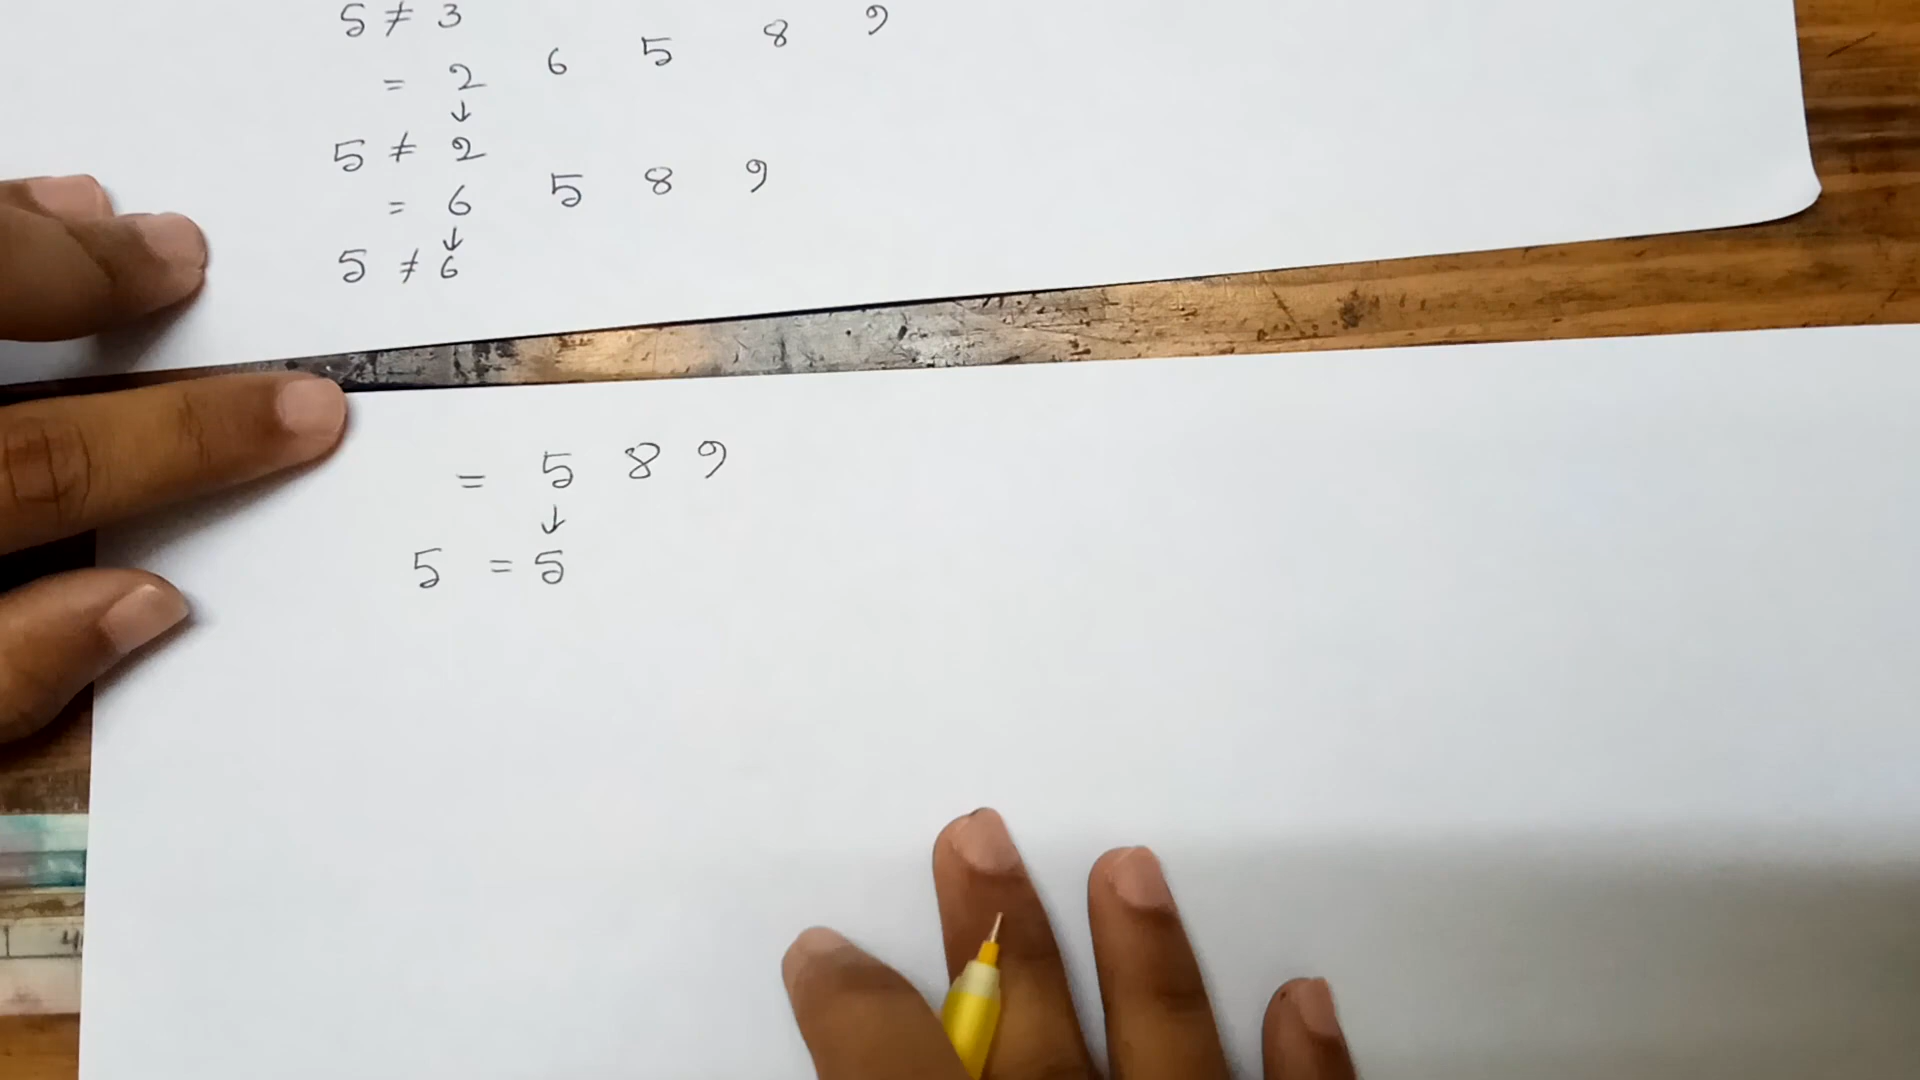 5 ≠ 3
= 2 6 5 8 9
↓
5 ≠ 2
= 6 5 8 9
↓
5 ≠ 6
= 5 8 9
↓
5 = 5